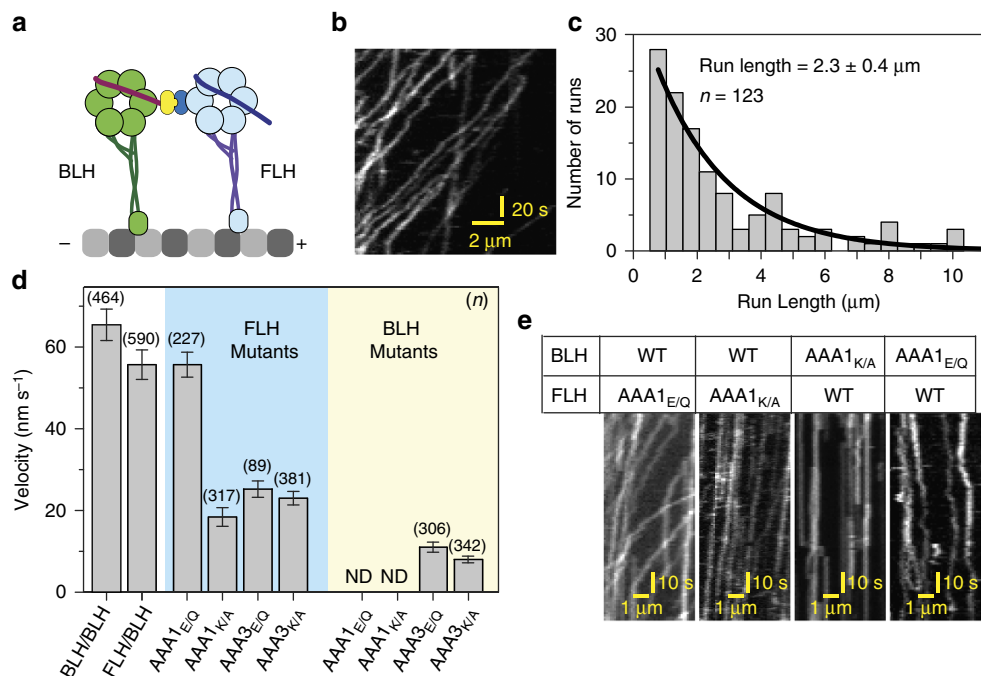 a
BLH
FLH
−
+
b
20 s
2 μm
c
Number of runs
30
20
10
0
Run length = 2.3 ± 0.4 μm
n = 123
0
2
4
6
8
10
Run Length (μm)
d
Velocity (nm s⁻¹)
60
40
20
0
(464)
(590)
(227)
(317)
(89)
(381)
ND
ND
(306)
(342)
(n)
FLH
Mutants
BLH
Mutants
BLH/BLH
FLH/BLH
AAA1E/Q
AAA1K/A
AAA3E/Q
AAA3K/A
AAA1E/Q
AAA1K/A
AAA3E/Q
AAA3K/A
e
BLH WT WT AAA1K/A AAA1E/Q
FLH AAA1E/Q AAA1K/A WT WT
10 s
1 μm
10 s
1 μm
10 s
1 μm
10 s
1 μm